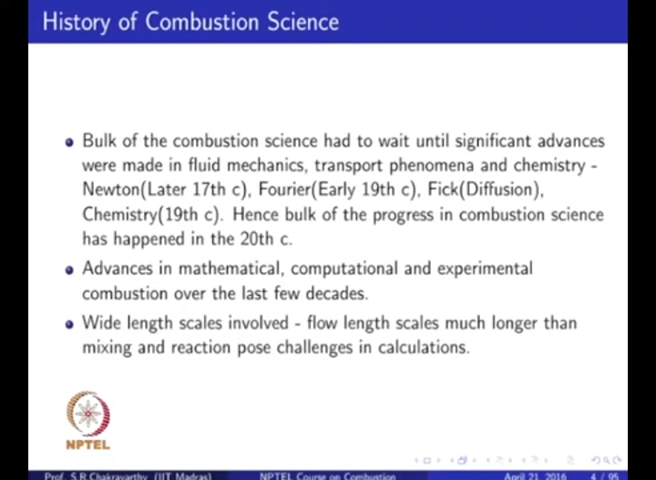 History of Combustion Science
Bulk of the combustion science had to wait until significant advances
were made in fluid mechanics, transport phenomena and chemistry -
Newton(Later 17th c), Fourier(Early 19th c), Fick(Diffusion),
Chemistry(19th c). Hence bulk of the progress in combustion science
has happened in the 20th c.
Advances in mathematical, computational and experimental
combustion over the last few decades.
Wide length scales involved - flow length scales much longer than
mixing and reaction pose challenges in calculations.
NPTEL
Prof. S.R.Chakravarthy (IIT Madras) NPTEL Course on Combustion April 21, 2016 4 / 95